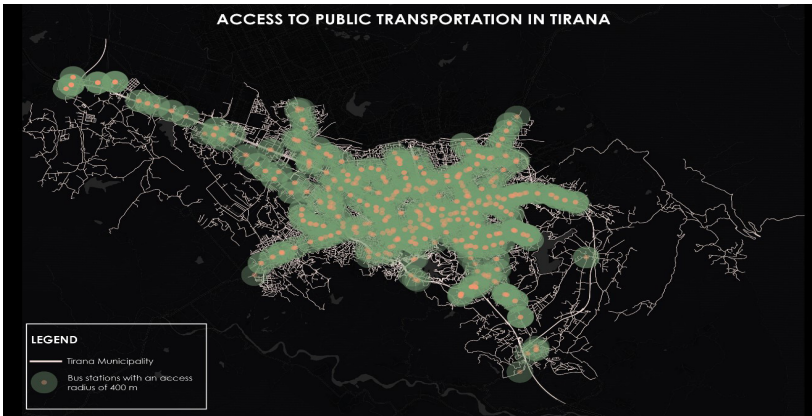 ACCESS TO PUBLIC TRANSPORTATION IN TIRANA
LEGEND
Tirana Municipality
Bus stations with an access
radius of 400 m